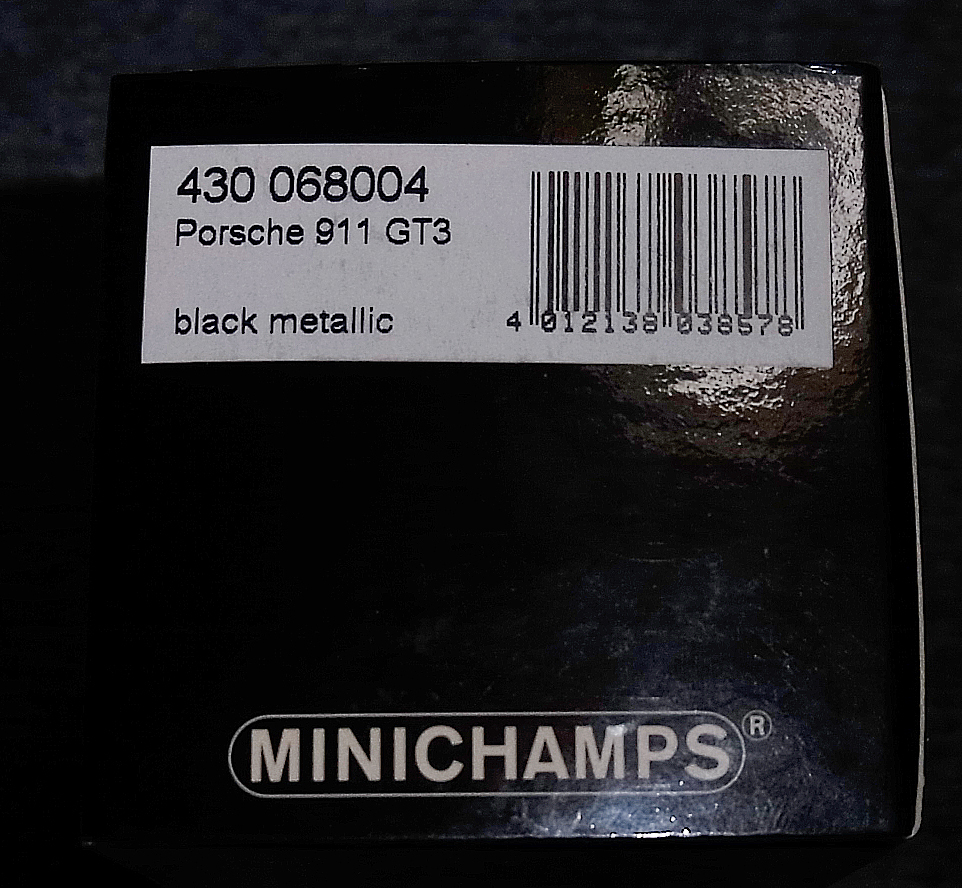 430 068004
Porsche 911 GT3
black metallic
4 012138 038578
MINICHAMPS®